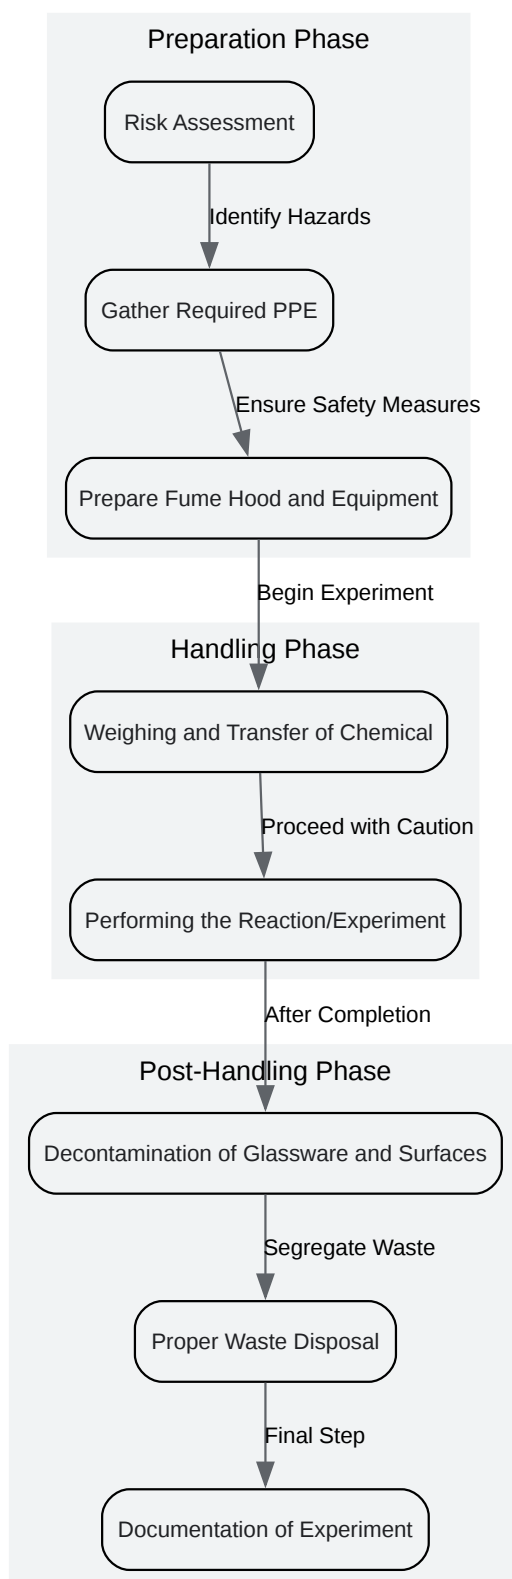 Preparation Phase
Risk Assessment
Identify Hazards
Gather Required PPE
Ensure Safety Measures
Prepare Fume Hood and Equipment
Begin Experiment
Handling Phase
Weighing and Transfer of Chemical
Proceed with Caution
Performing the Reaction/Experiment
After Completion
Post-Handling Phase
Decontamination of Glassware and Surfaces
Segregate Waste
Proper Waste Disposal
Final Step
Documentation of Experiment